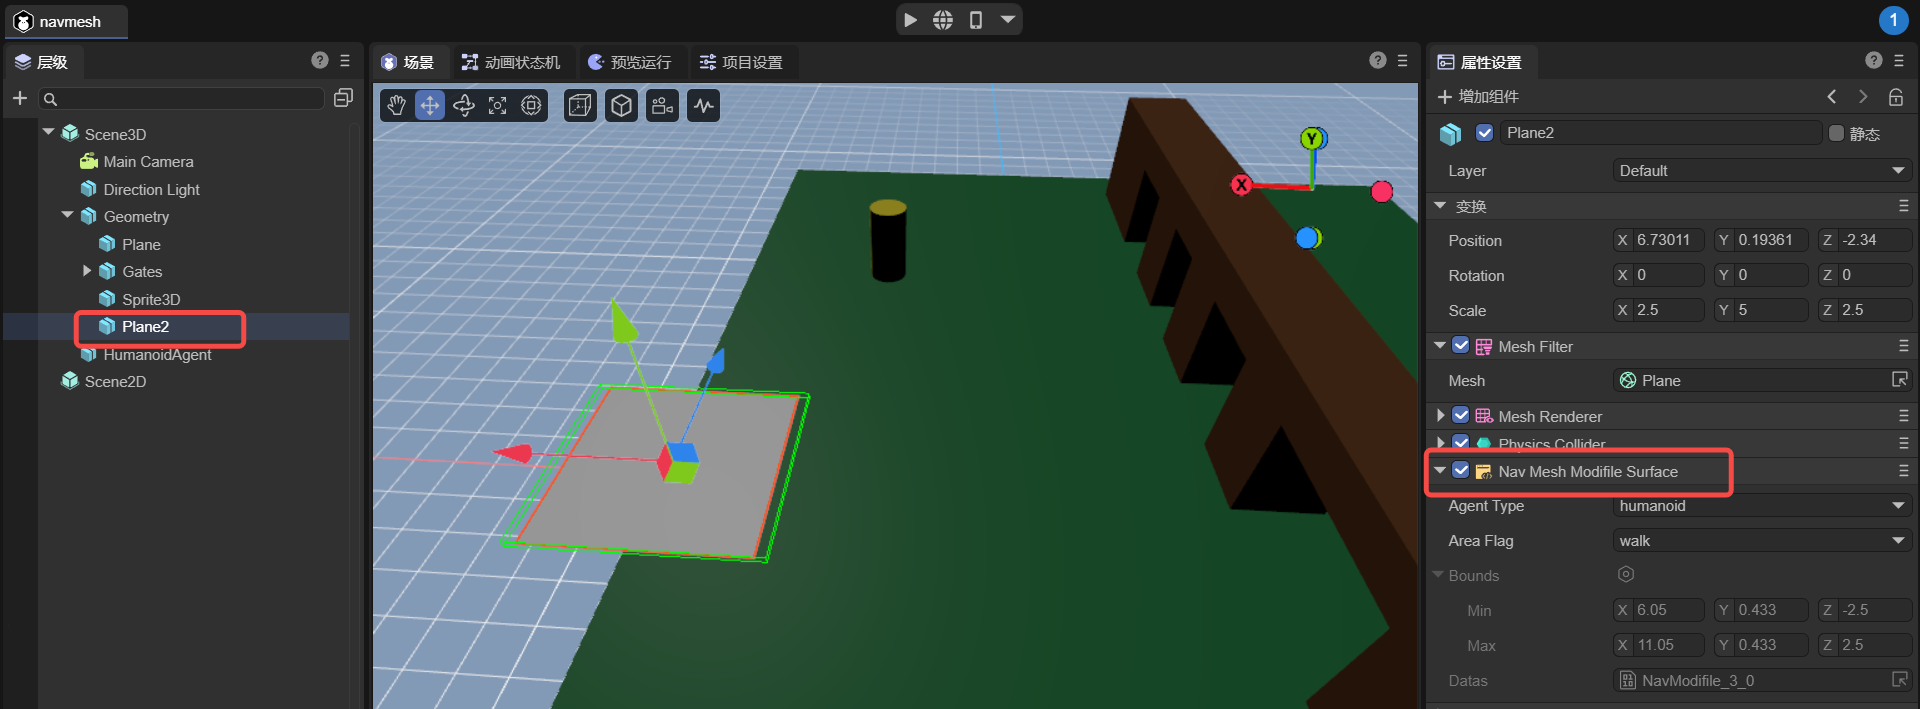 navmesh
1
层级
场景
动画状态机
预览运行
项目设置
属性设置
增加组件
Scene3D
Main Camera
Direction Light
Geometry
Plane
Gates
Sprite3D
Plane2
HumanoidAgent
Scene2D
Y
X
Plane2
静态
Layer
Default
变换
Position
X 6.73011
Y 0.19361
Z -2.34
Rotation
X 0
Y 0
Z 0
Scale
X 2.5
Y 5
Z 2.5
Mesh Filter
Mesh
Plane
Mesh Renderer
Physics Collider
Nav Mesh Modifile Surface
Agent Type
humanoid
Area Flag
walk
Bounds
Min
X 6.05
Y 0.433
Z -2.5
Max
X 11.05
Y 0.433
Z 2.5
Datas
NavModifile_3_0